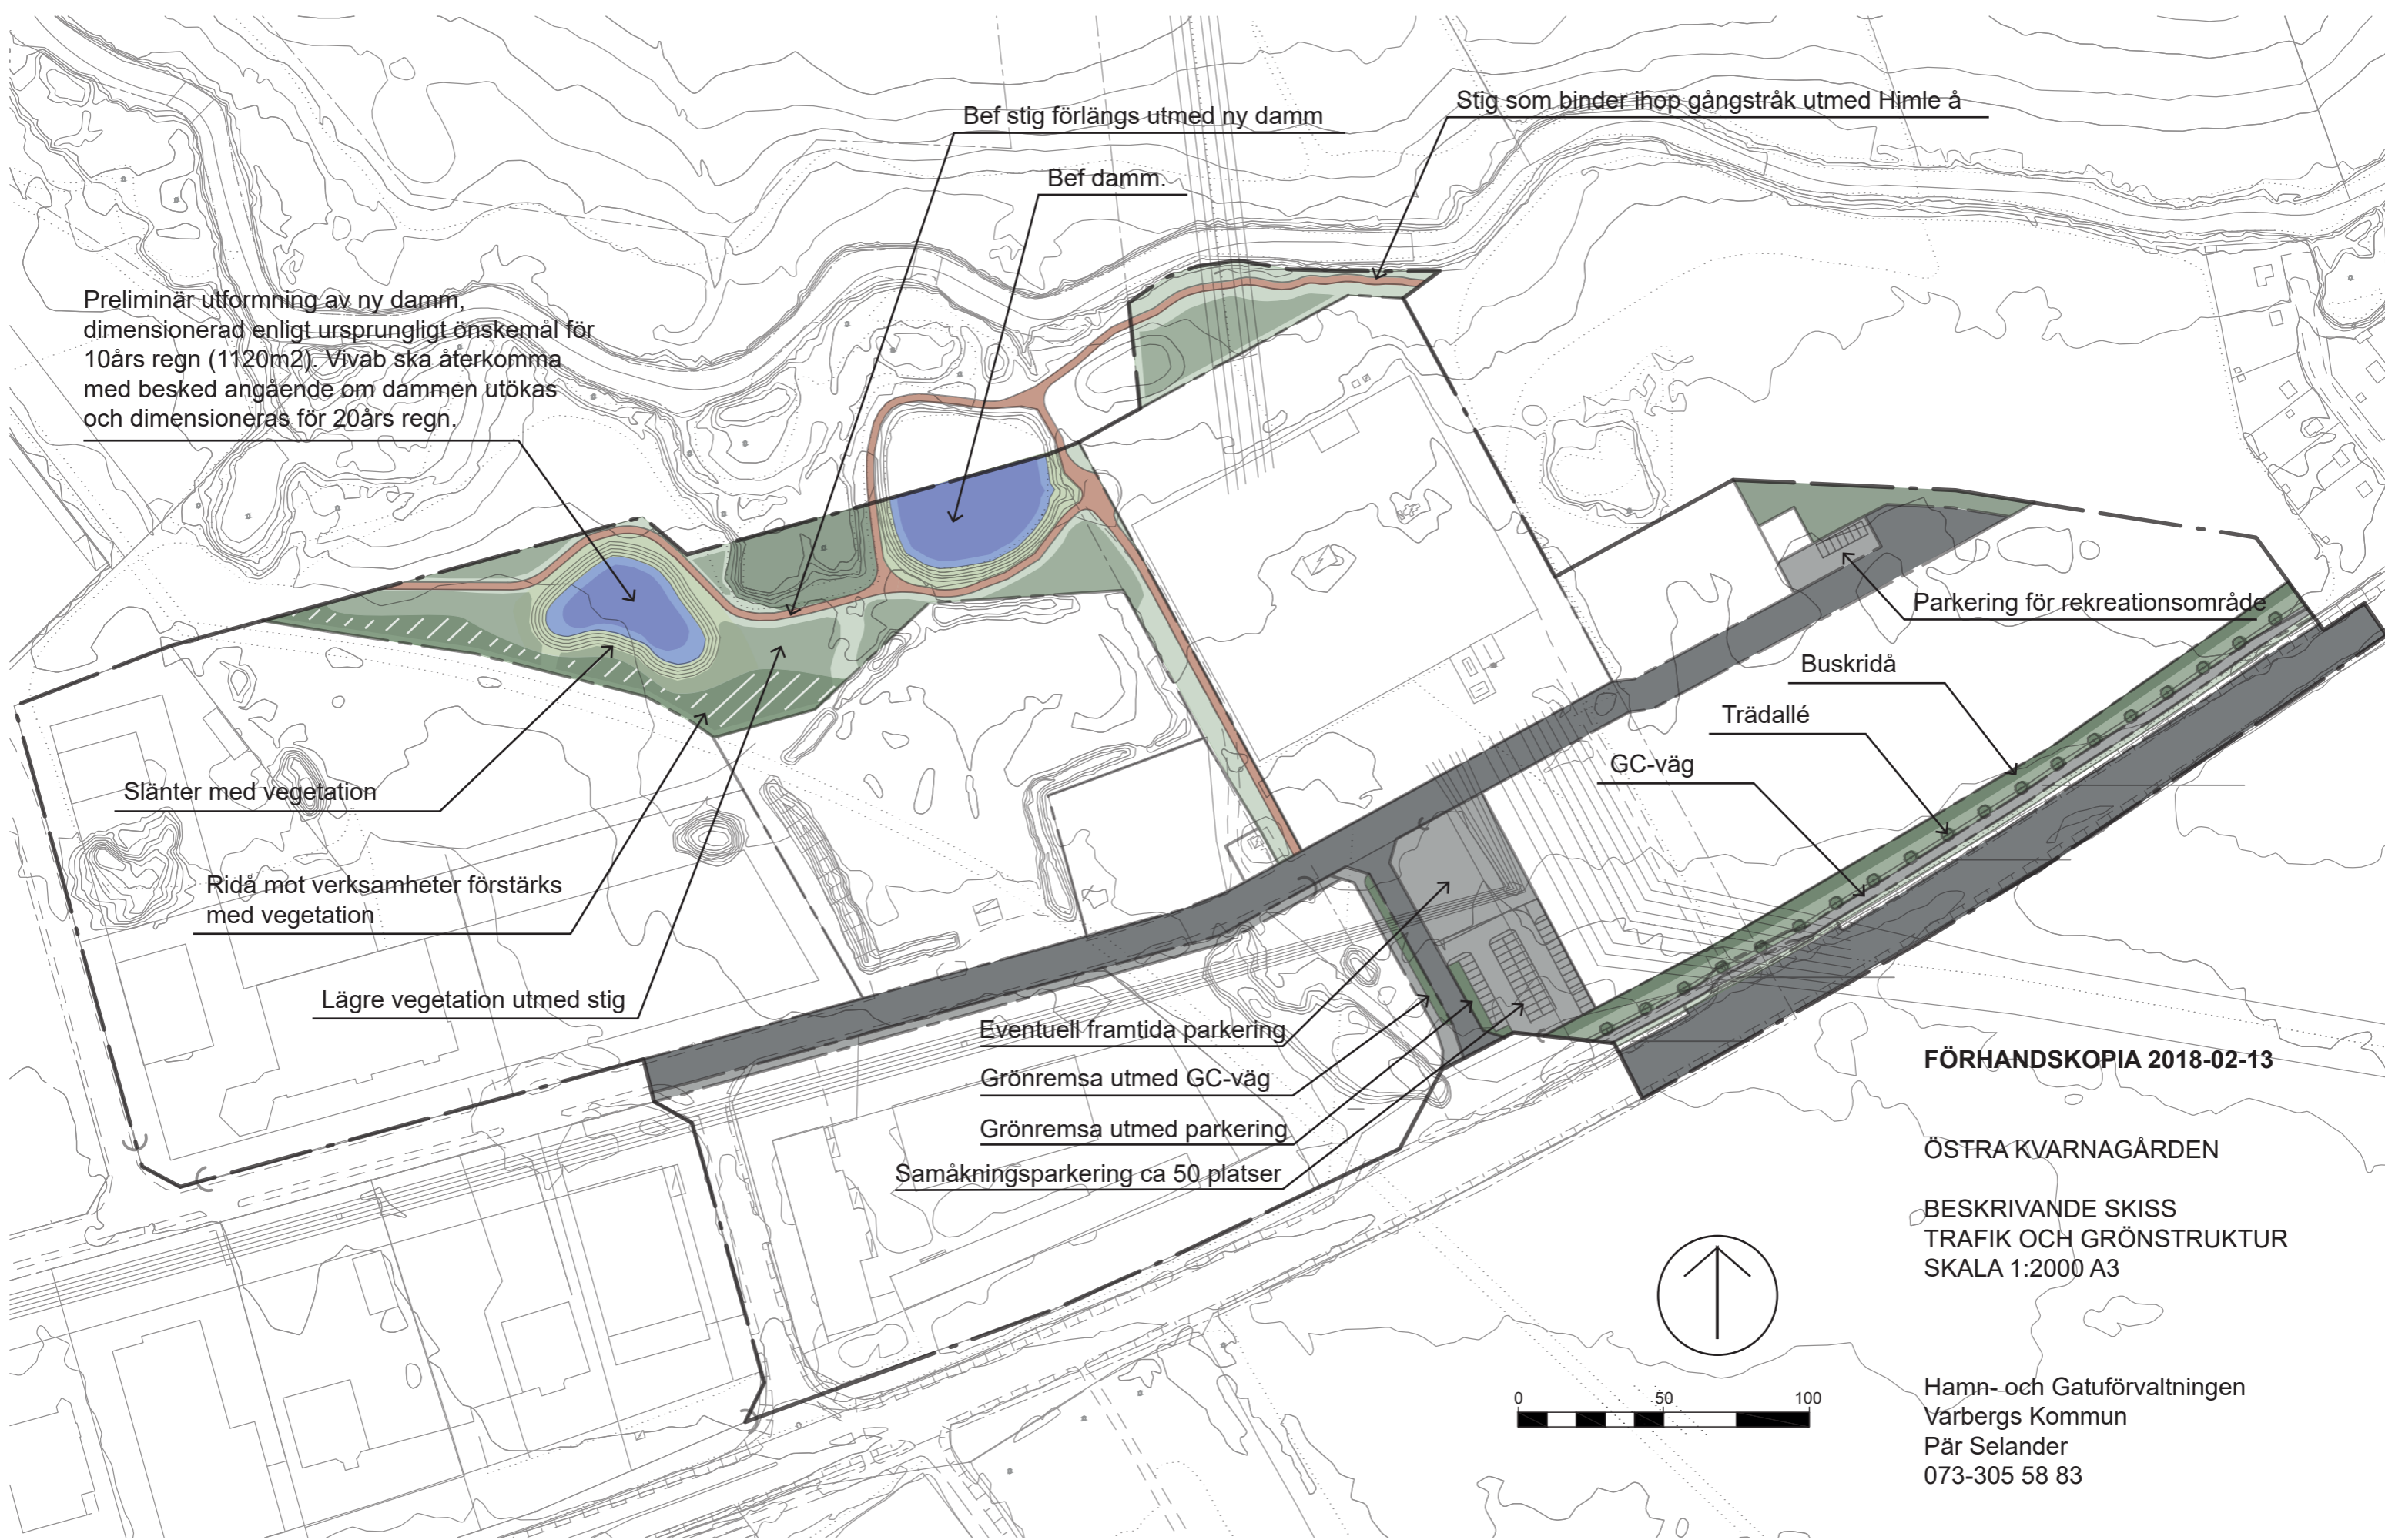 Bef stig förlängs utmed ny damm
Stig som binder ihop gångstråk utmed Himle å
Bef damm.
Preliminär utformning av ny damm,
dimensionerad enligt ursprungligt önskemål för
10års regn (1120m2). Vivab ska återkomma
med besked angående om dammen utökas
och dimensioneras för 20års regn.
Parkering för rekreationsområde
Buskridå
Trädallé
GC-väg
Slänter med vegetation
Ridå mot verksamheter förstärks
med vegetation
Lägre vegetation utmed stig
Eventuell framtida parkering
Grönremsa utmed GC-väg
Grönremsa utmed parkering
Samåkningsparkering ca 50 platser
FÖRHANDSKOPIA 2018-02-13
ÖSTRA KVARNAGÅRDEN
BESKRIVANDE SKISS
TRAFIK OCH GRÖNSTRUKTUR
SKALA 1:2000 A3
0 50 100
Hamn- och Gatuförvaltningen
Varbergs Kommun
Pär Selander
073-305 58 83